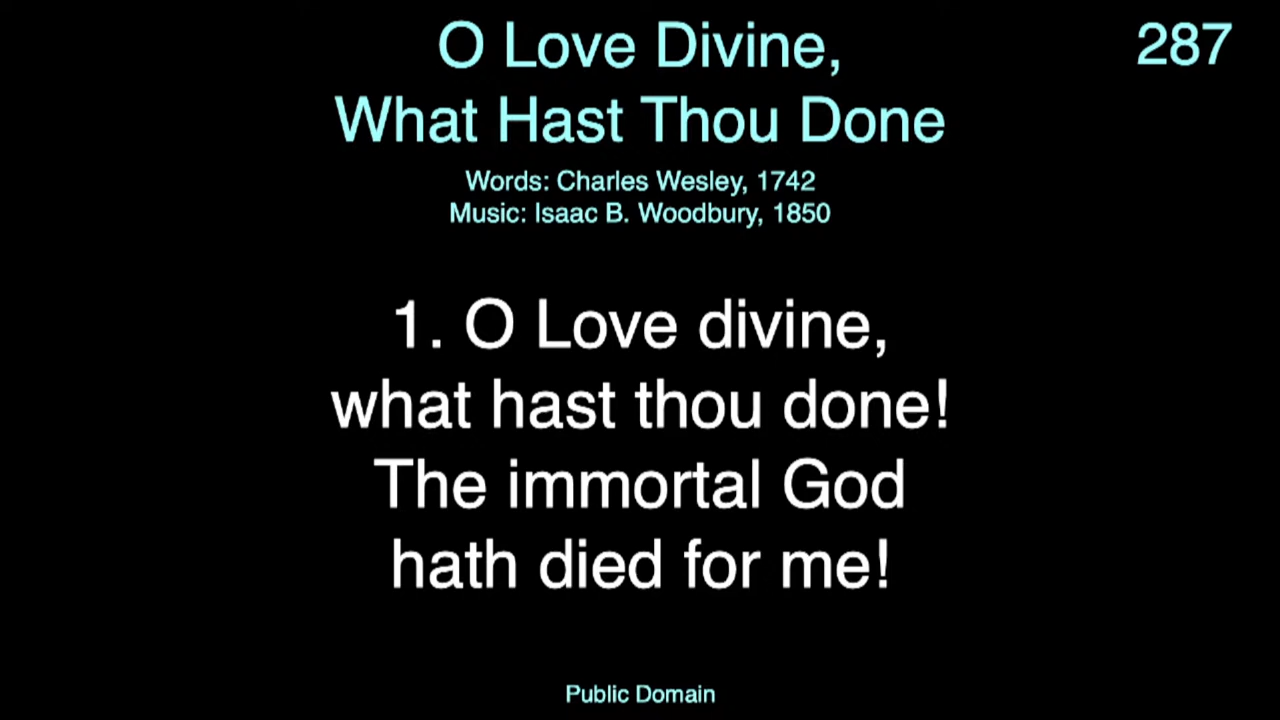 O Love Divine,
287
What Hast Thou Done
Words: Charles Wesley, 1742
Music: Isaac B. Woodbury, 1850
1. O Love divine,
what hast thou done!
The immortal God
hath died for me!
Public Domain